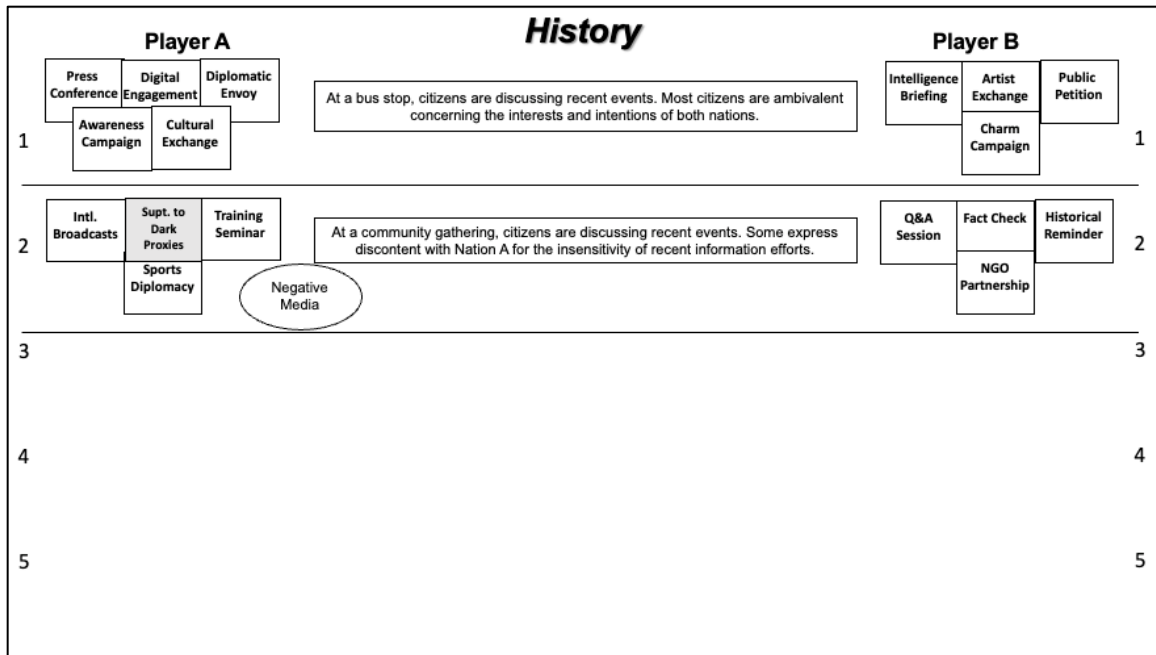 History
Player A
Player B
Press
Conference
Digital
Engagement
Diplomatic
Envoy
Awareness
Campaign
Cultural
Exchange
1
At a bus stop, citizens are discussing recent events. Most citizens are ambivalent
concerning the interests and intentions of both nations.
Intelligence
Briefing
Artist
Exchange
Public
Petition
Charm
Campaign
1
Intl.
Broadcasts
Supt. to
Dark
Proxies
Training
Seminar
Sports
Diplomacy
2
Negative
Media
At a community gathering, citizens are discussing recent events. Some express
discontent with Nation A for the insensitivity of recent information efforts.
Q&A
Session
Fact Check
Historical
Reminder
NGO
Partnership
2
3
3
4
4
5
5